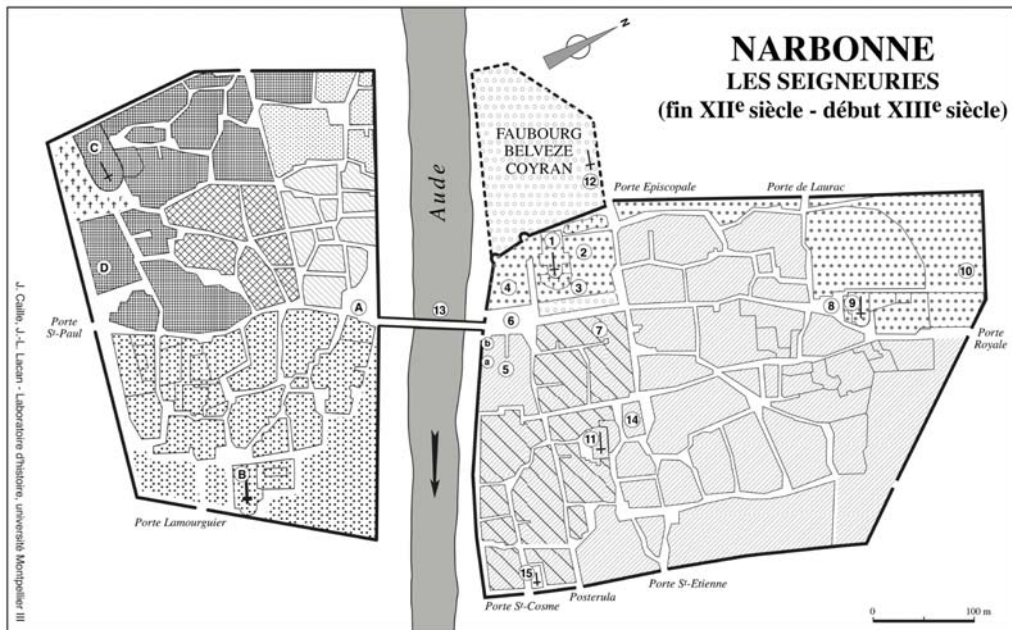 NARBONNE
LES SEIGNEURIES
(fin XIIe siècle - début XIIIe siècle)
N
FAUBOURG
BELVEZE
COYRAN
12
Porte Episcopale
Porte de Laurac
Aude
C
D
A
B
Porte
St-Paul
Porte Lamourguier
13
1
2
3
4
6
b
a
5
7
8
9
10
Porte
Royale
11
14
15
Porte St-Cosme
Posterula
Porte St-Etienne
0
100 m
J. Caille, J.-L. Lacan - Laboratoire d'histoire, université Montpellier III